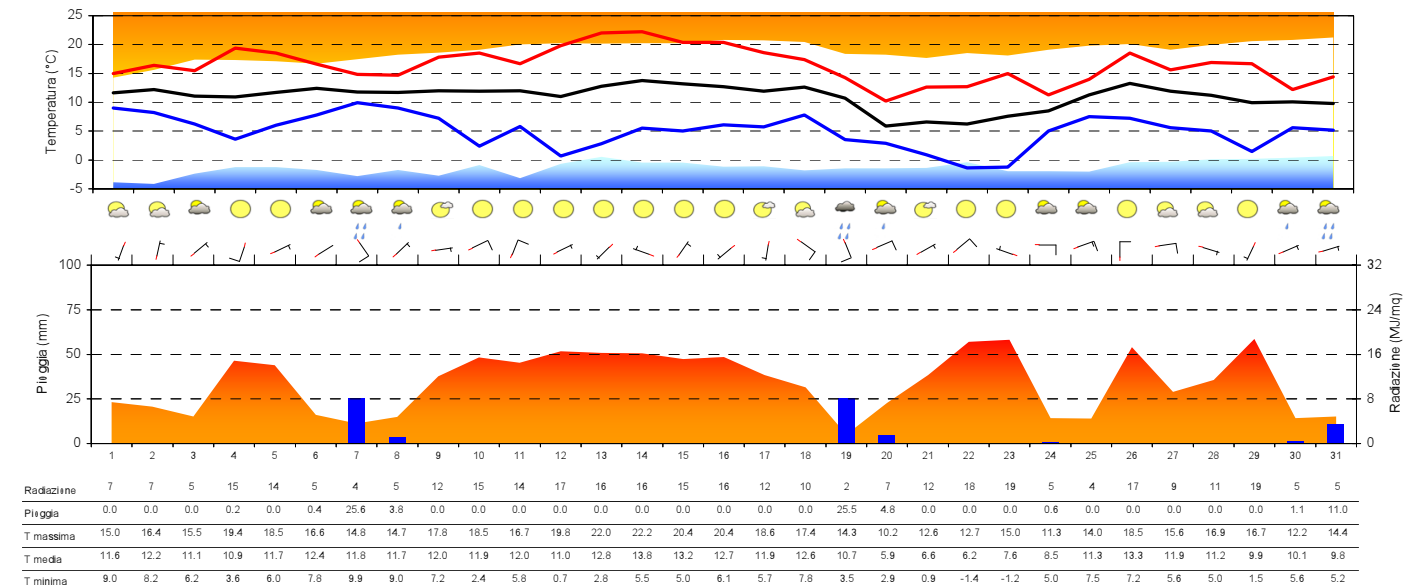 25
20
15
10
5
0
-5
Temperatura (°C)
100
75
50
25
0
Pioggia (mm)
32
24
16
8
0
Radiazione (MJ/mq)
1 2 3 4 5 6 7 8 9 10 11 12 13 14 15 16 17 18 19 20 21 22 23 24 25 26 27 28 29 30 31
Radiazione 7 7 5 15 14 5 4 5 12 15 14 17 16 16 15 16 12 10 2 7 12 18 19 5 4 17 9 11 19 5 5
Pioggia 0.0 0.0 0.0 0.2 0.0 0.4 25.6 3.8 0.0 0.0 0.0 0.0 0.0 0.0 0.0 0.0 0.0 0.0 25.5 4.8 0.0 0.0 0.0 0.6 0.0 0.0 0.0 0.0 0.0 1.1 11.0
T massima 15.0 16.4 15.5 19.4 18.5 16.6 14.8 14.7 17.8 18.5 16.7 19.8 22.0 22.2 20.4 20.4 18.6 17.4 14.3 10.2 12.6 12.7 15.0 11.3 14.0 18.5 15.6 16.9 16.7 12.2 14.4
T media 11.6 12.2 11.1 10.9 11.7 12.4 11.8 11.7 12.0 11.9 12.0 11.0 12.8 13.8 13.2 12.7 11.9 12.6 10.7 5.9 6.6 6.2 7.6 8.5 11.3 13.3 11.9 11.2 9.9 10.1 9.8
T minima 9.0 8.2 6.2 3.6 6.0 7.8 9.9 9.0 7.2 2.4 5.8 0.7 2.8 5.5 5.0 6.1 5.7 7.8 3.5 2.9 0.9 -1.4 -1.2 5.0 7.5 7.2 5.6 5.0 1.5 5.6 5.2